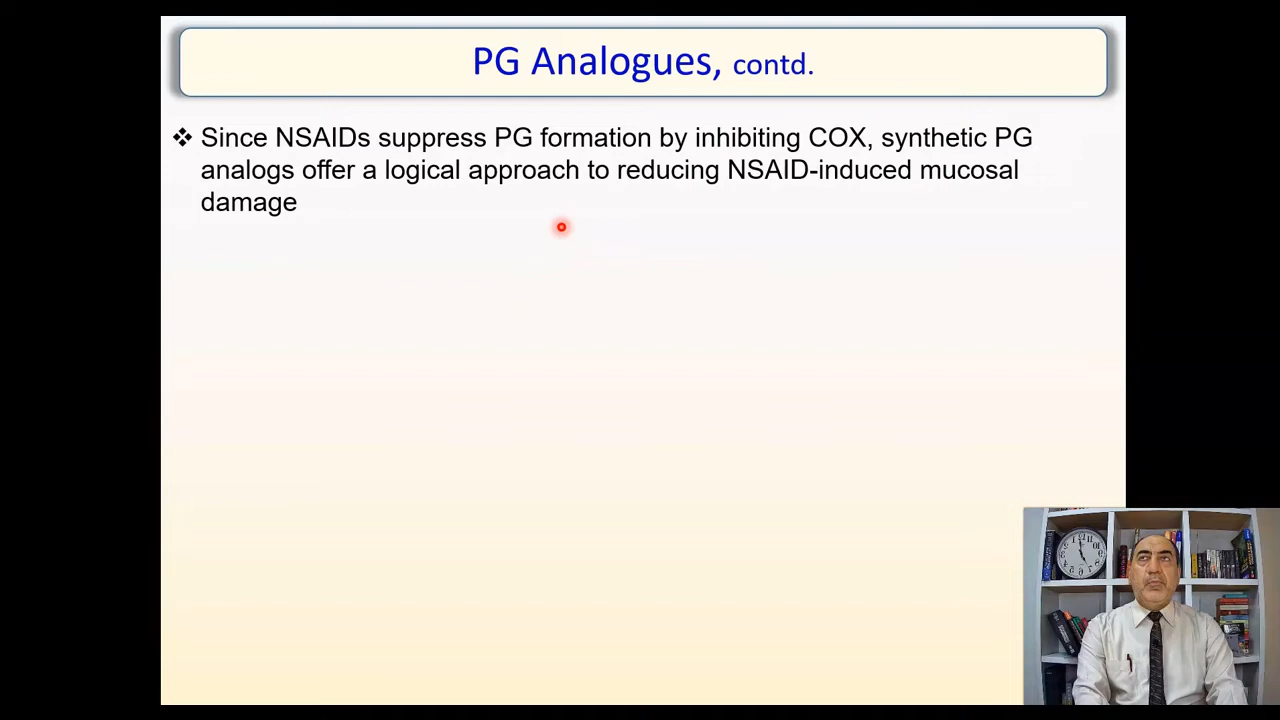 PG Analogues, contd.
❖ Since NSAIDs suppress PG formation by inhibiting COX, synthetic PG
analogs offer a logical approach to reducing NSAID-induced mucosal
damage